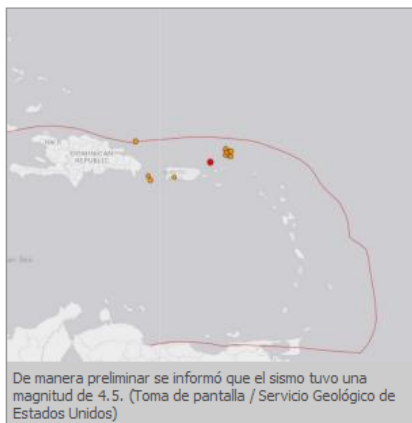 DOMINICAN
REPUBLIC
De manera preliminar se informó que el sismo tuvo una
magnitud de 4.5. (Toma de pantalla / Servicio Geológico de
Estados Unidos)